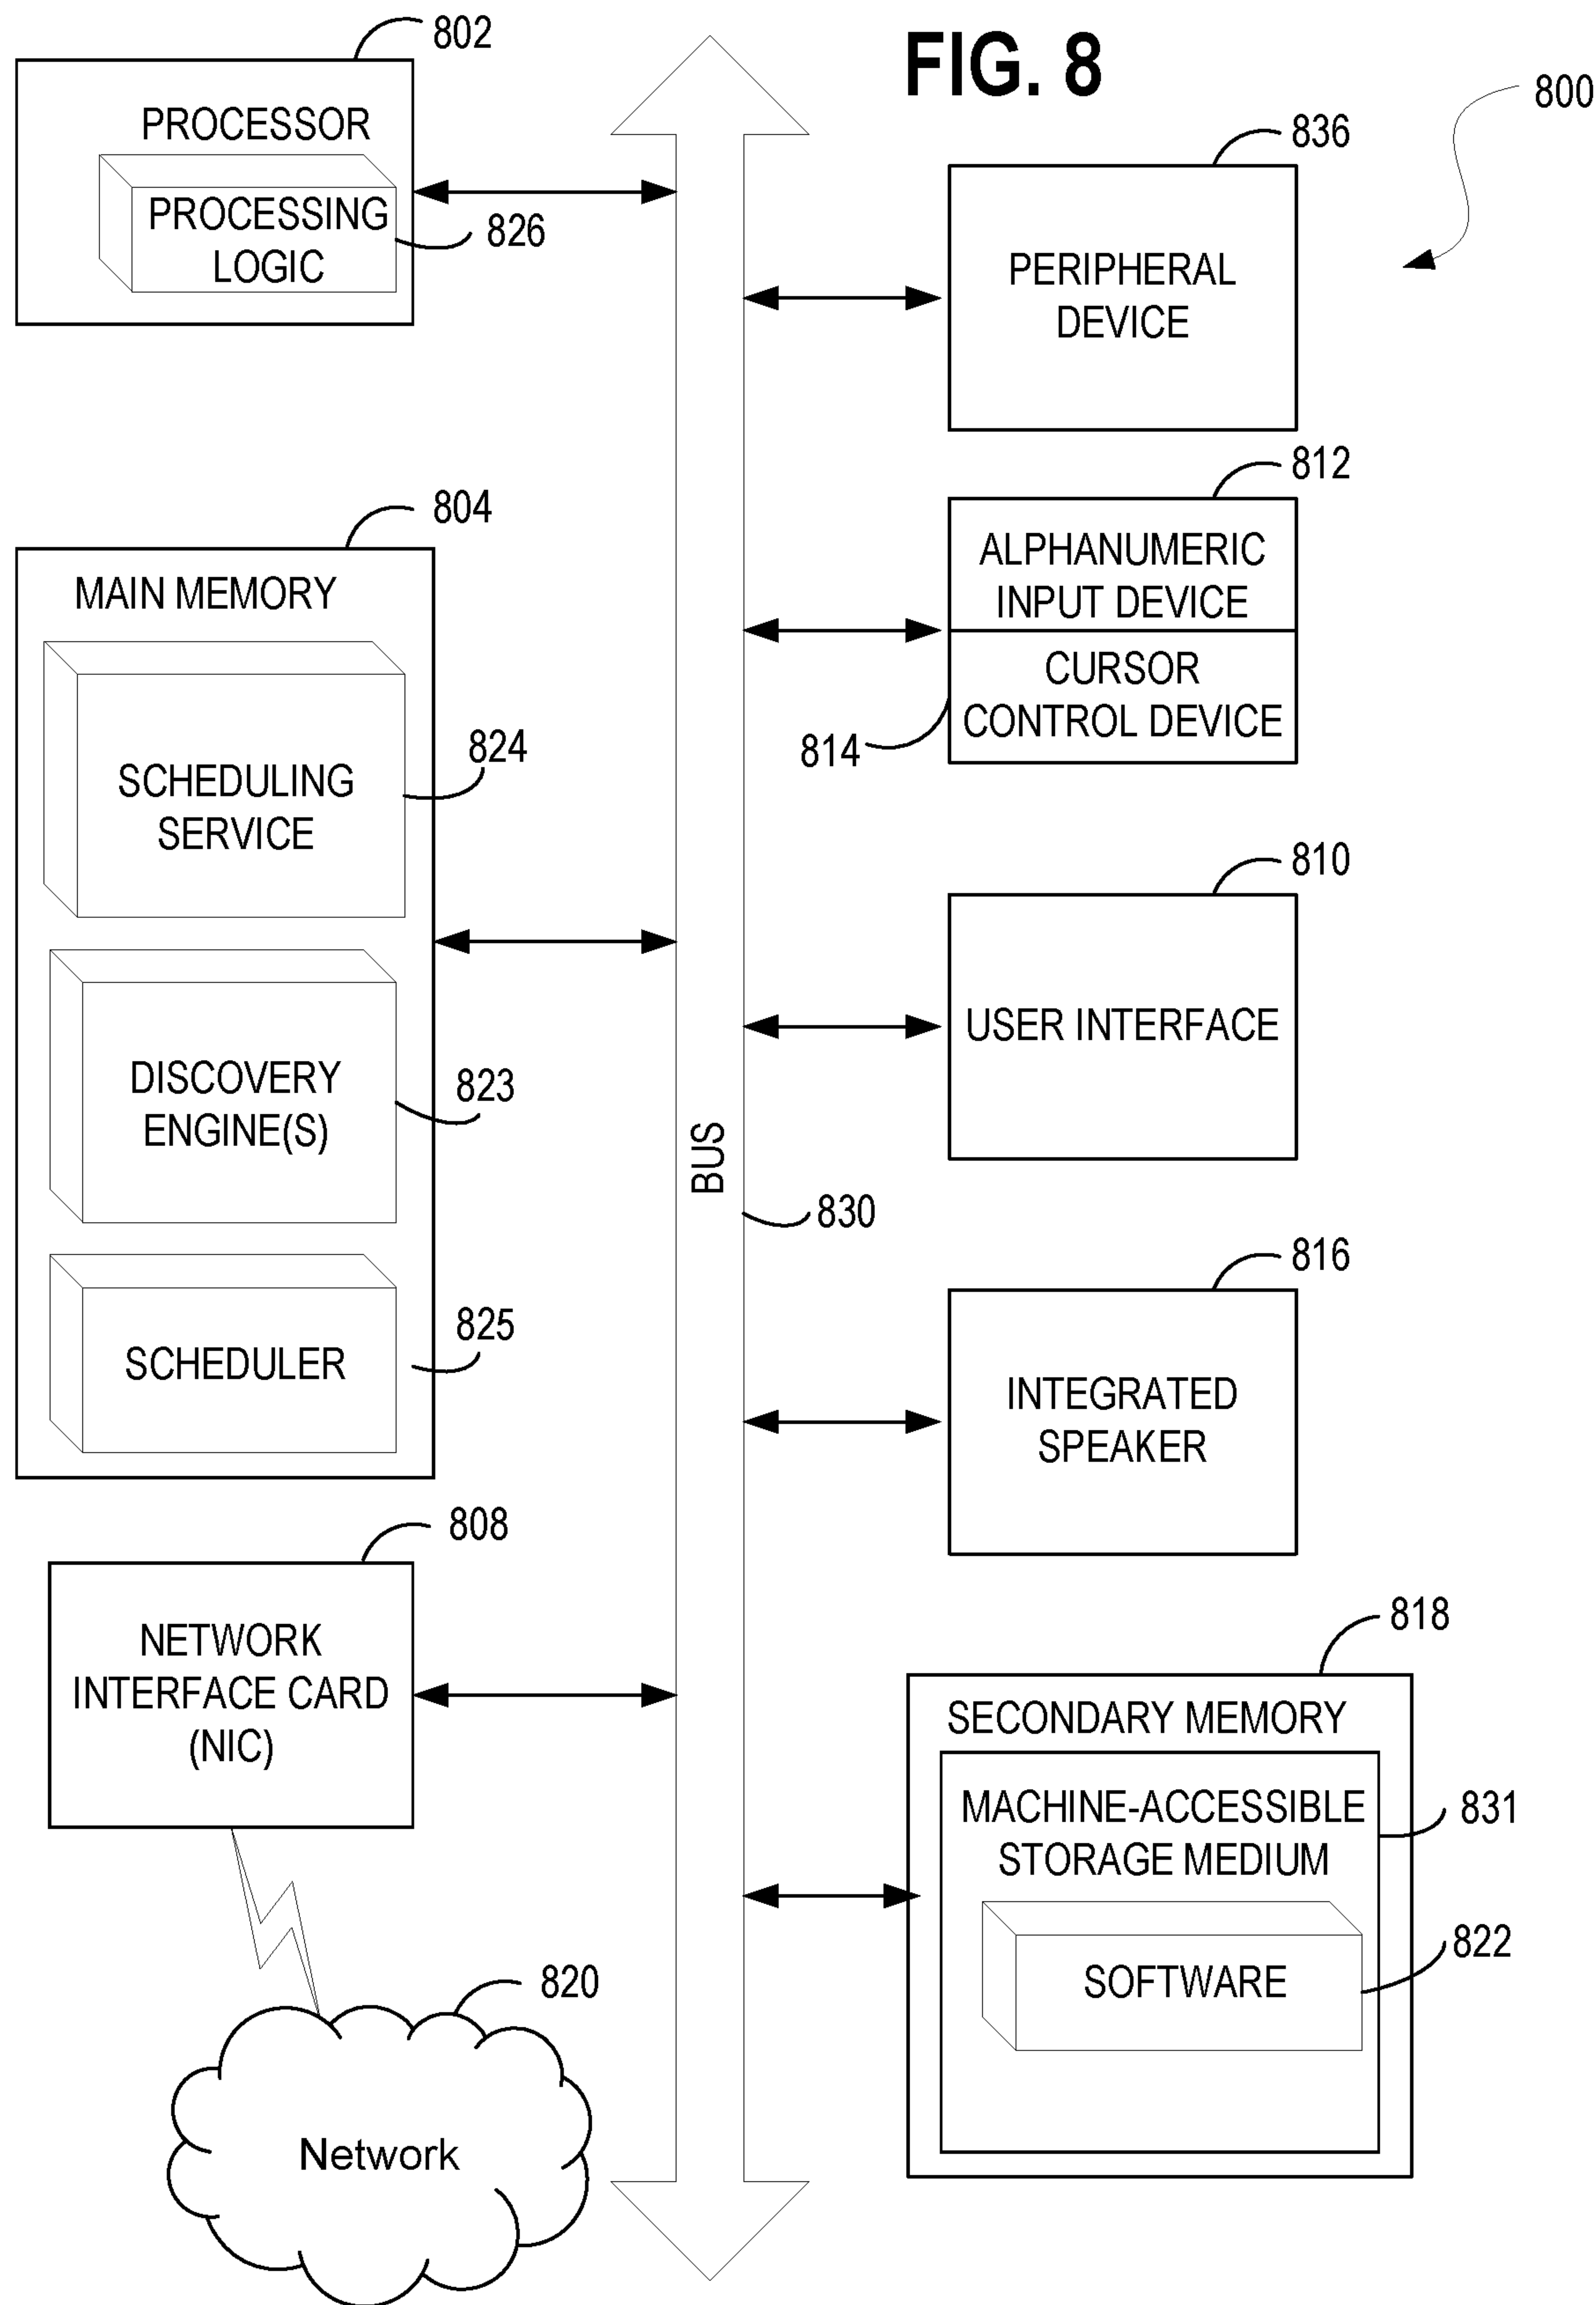 FIG. 8
800
802
PROCESSOR
PROCESSING
LOGIC
826
804
MAIN MEMORY
SCHEDULING
SERVICE
824
DISCOVERY
ENGINE(S)
823
SCHEDULER
825
808
NETWORK
INTERFACE CARD
(NIC)
820
Network
BUS
830
836
PERIPHERAL
DEVICE
812
ALPHANUMERIC
INPUT DEVICE
CURSOR
CONTROL DEVICE
814
810
USER INTERFACE
816
INTEGRATED
SPEAKER
818
SECONDARY MEMORY
MACHINE-ACCESSIBLE
STORAGE MEDIUM
831
SOFTWARE
822